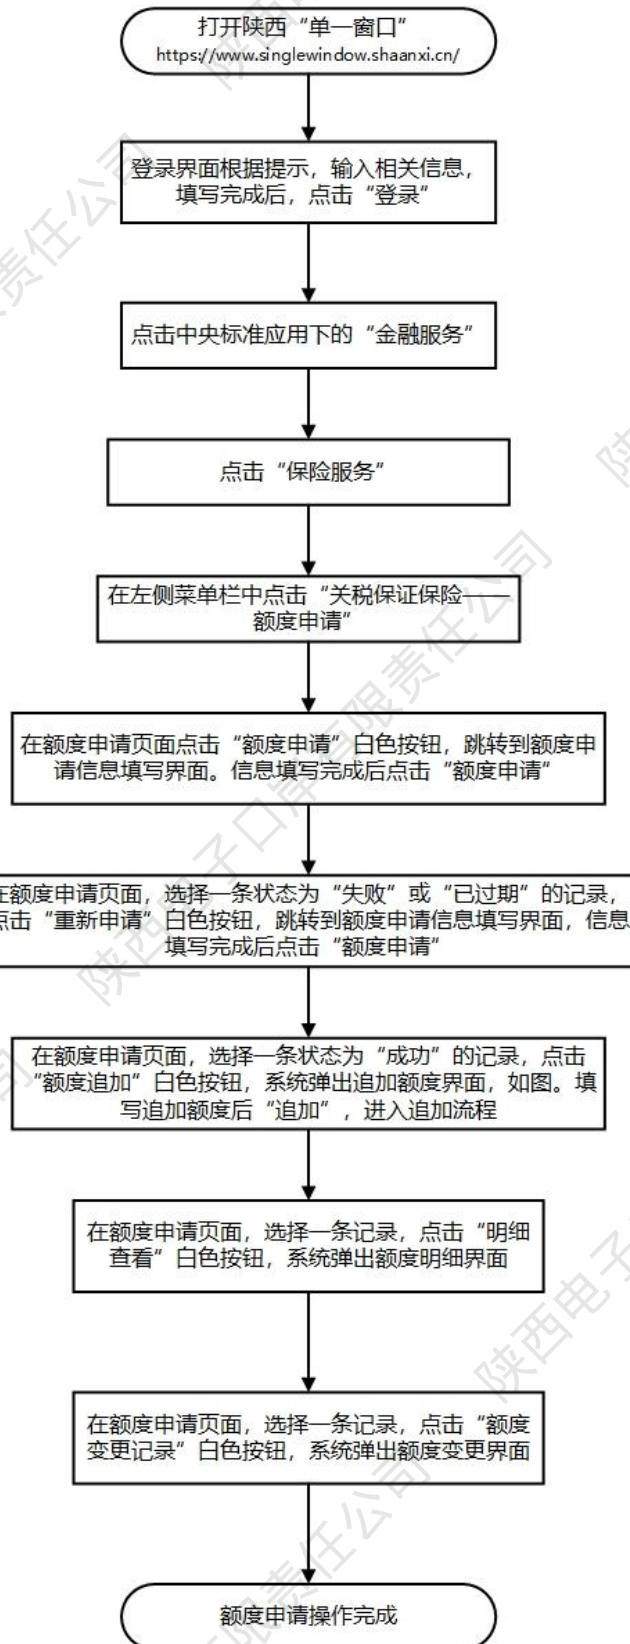 打开陕西“单一窗口”
https://www.singlewindow.shaanxi.cn/
登录界面根据提示，输入相关信息，
填写完成后，点击“登录”
点击中央标准应用下的“金融服务”
点击“保险服务”
在左侧菜单栏中点击“关税保证保险——
额度申请”
在额度申请页面点击“额度申请”白色按钮，跳转到额度申
请信息填写界面。信息填写完成后点击“额度申请”
在额度申请页面，选择一条状态为“失败”或“已过期”的记录，
点击“重新申请”白色按钮，跳转到额度申请信息填写界面，信息
填写完成后点击“额度申请”
在额度申请页面，选择一条状态为“成功”的记录，点击
“额度追加”白色按钮，系统弹出追加额度界面，如图。填
写追加额度后“追加”，进入追加流程
在额度申请页面，选择一条记录，点击“明细
查看”白色按钮，系统弹出额度明细界面
在额度申请页面，选择一条记录，点击“额度
变更记录”白色按钮，系统弹出额度变更界面
额度申请操作完成
陕西电子口岸有限责任公司